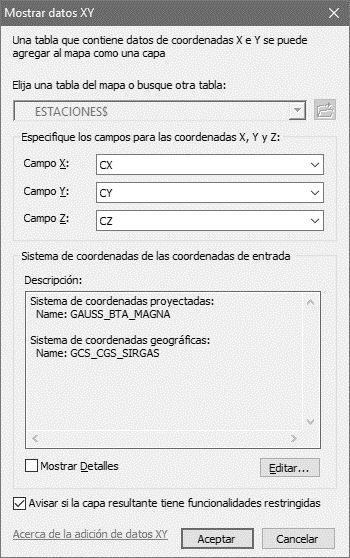 Mostrar datos XY
Una tabla que contiene datos de coordenadas X e Y se puede
agregar al mapa como una capa
Elija una tabla del mapa o busque otra tabla:
ESTACIONES$
Especifique los campos para las coordenadas X, Y y Z:
Campo X:
CX
Campo Y:
CY
Campo Z:
CZ
Sistema de coordenadas de las coordenadas de entrada
Descripción:
Sistema de coordenadas proyectadas:
Name: GAUSS_BTA_MAGNA
Sistema de coordenadas geográficas:
Name: GCS_CGS_SIRGAS
Mostrar Detalles
Editar...
Avisar si la capa resultante tiene funcionalidades restringidas
Acerca de la adición de datos XY
Aceptar
Cancelar